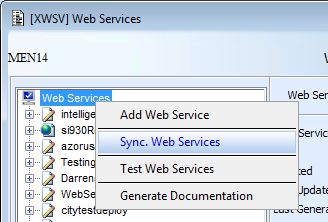 [XWSV] Web Services
MEN14
Web Services
Web Serv
intellige
Add Web Service
si930R
Sync. Web Services
Servic
azorus
Testing
Test Web Services
Darren
Update
WebSe
Generate Documentation
Last Genera
citytestdeploy